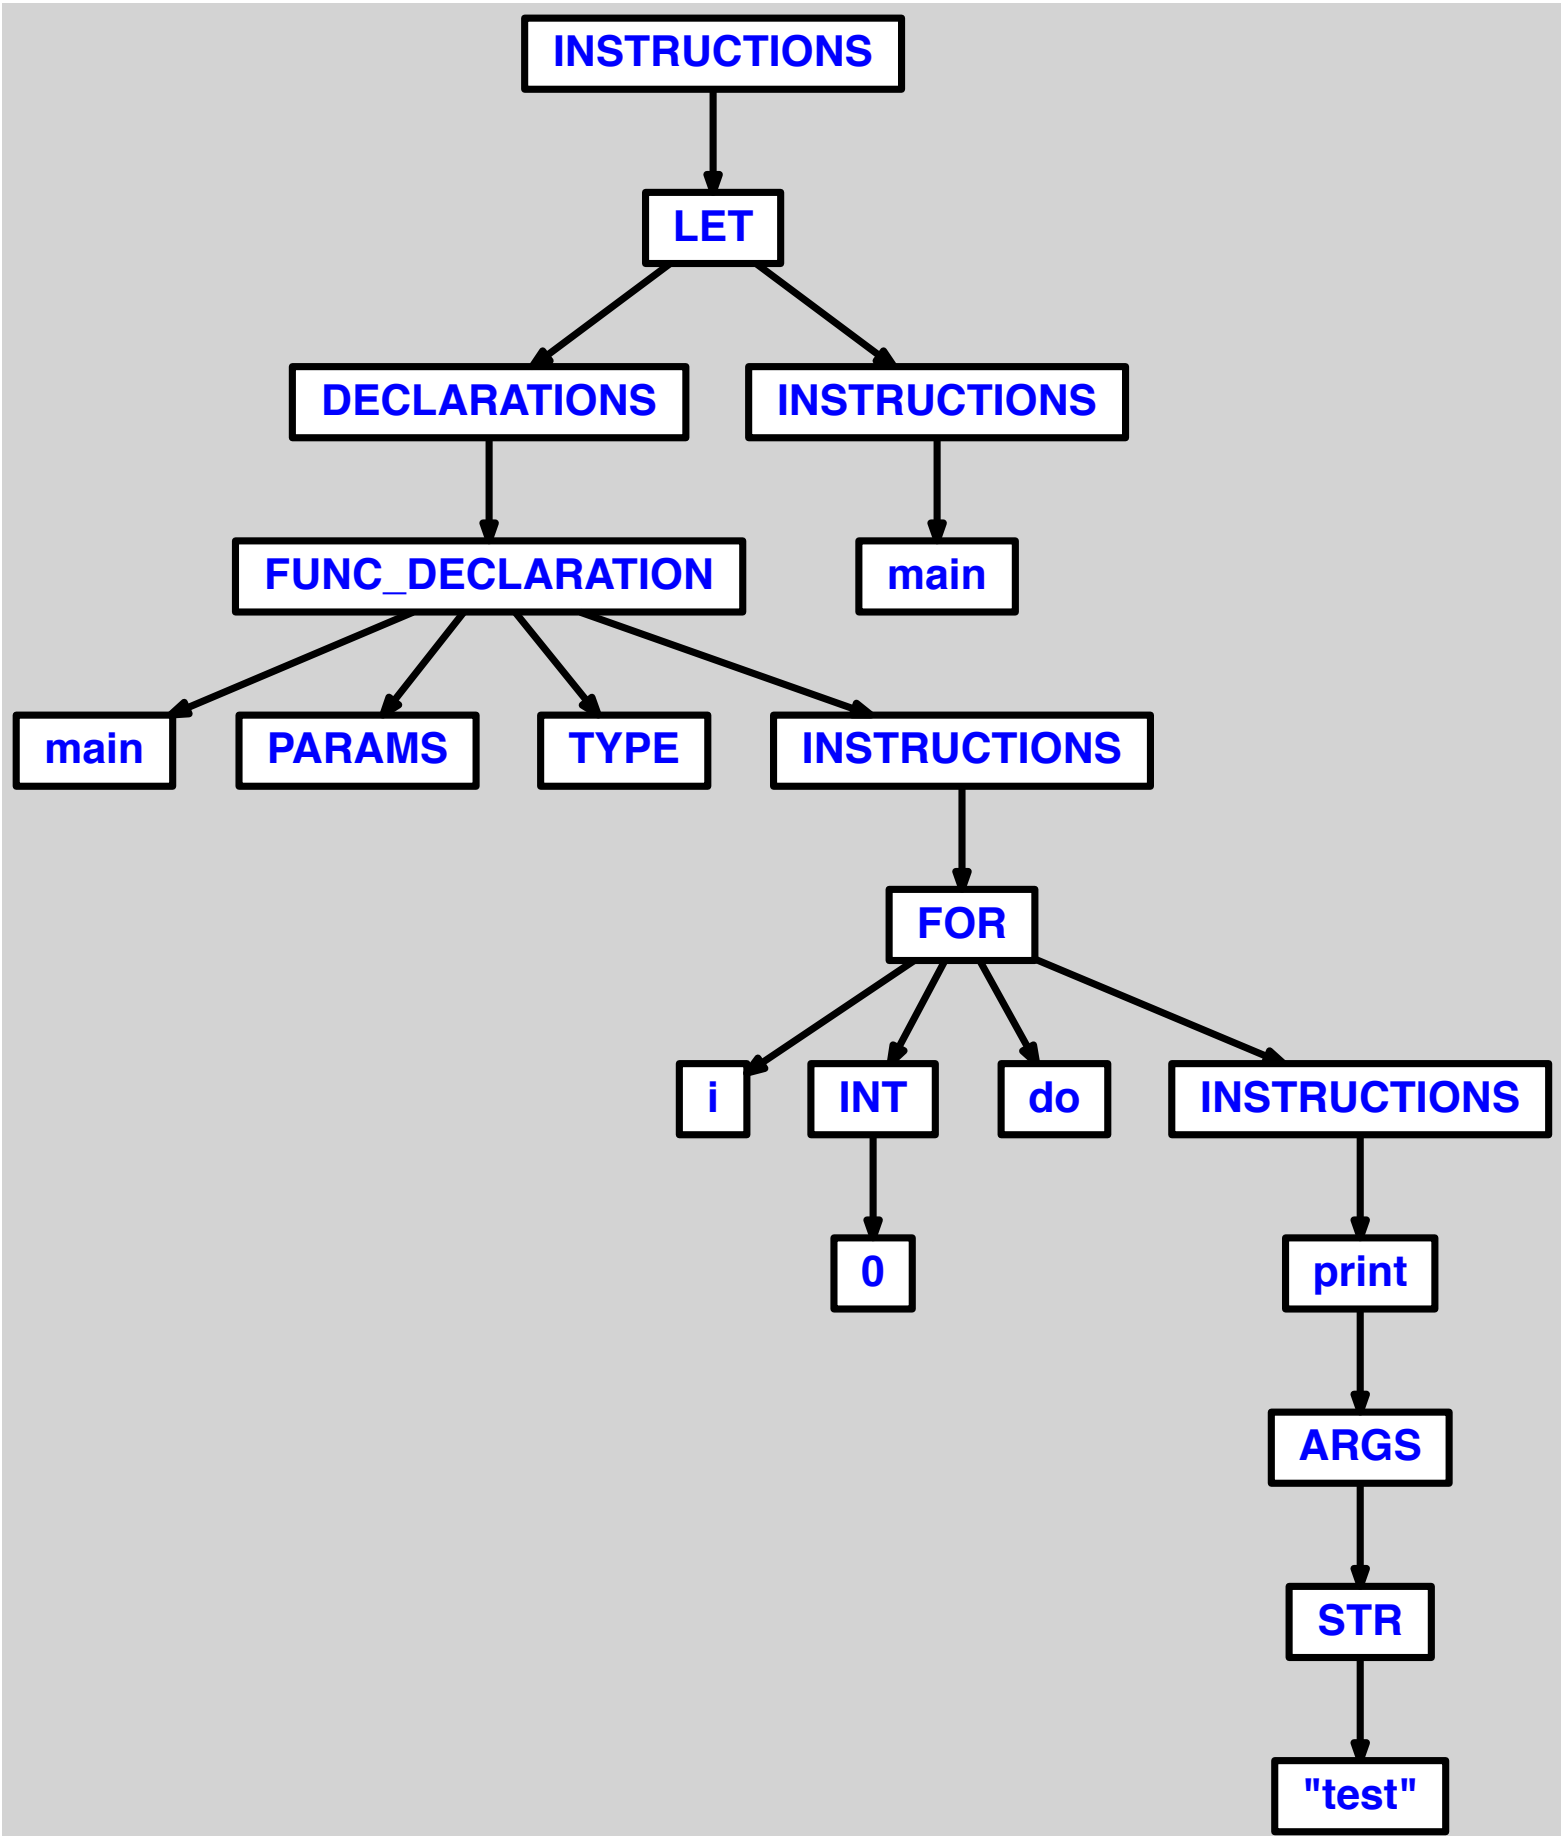 INSTRUCTIONS
LET
DECLARATIONS INSTRUCTIONS
FUNC_DECLARATION main
main PARAMS TYPE INSTRUCTIONS
FOR
i INT do INSTRUCTIONS
0 print
ARGS
STR
"test"